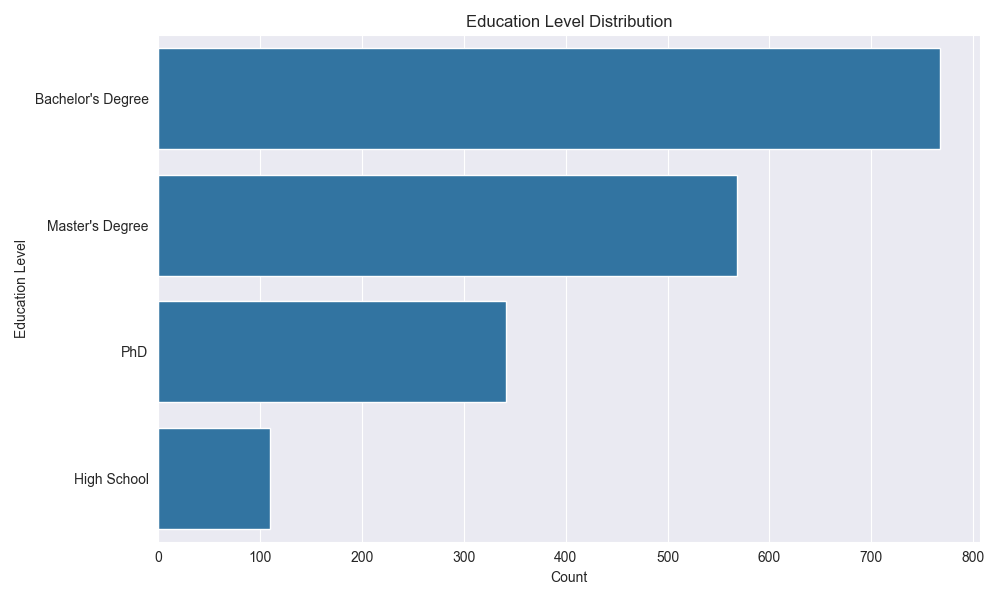 Education Level Distribution
Education Level
Bachelor's Degree
Master's Degree
PhD
High School
0 100 200 300 400 500 600 700 800
Count